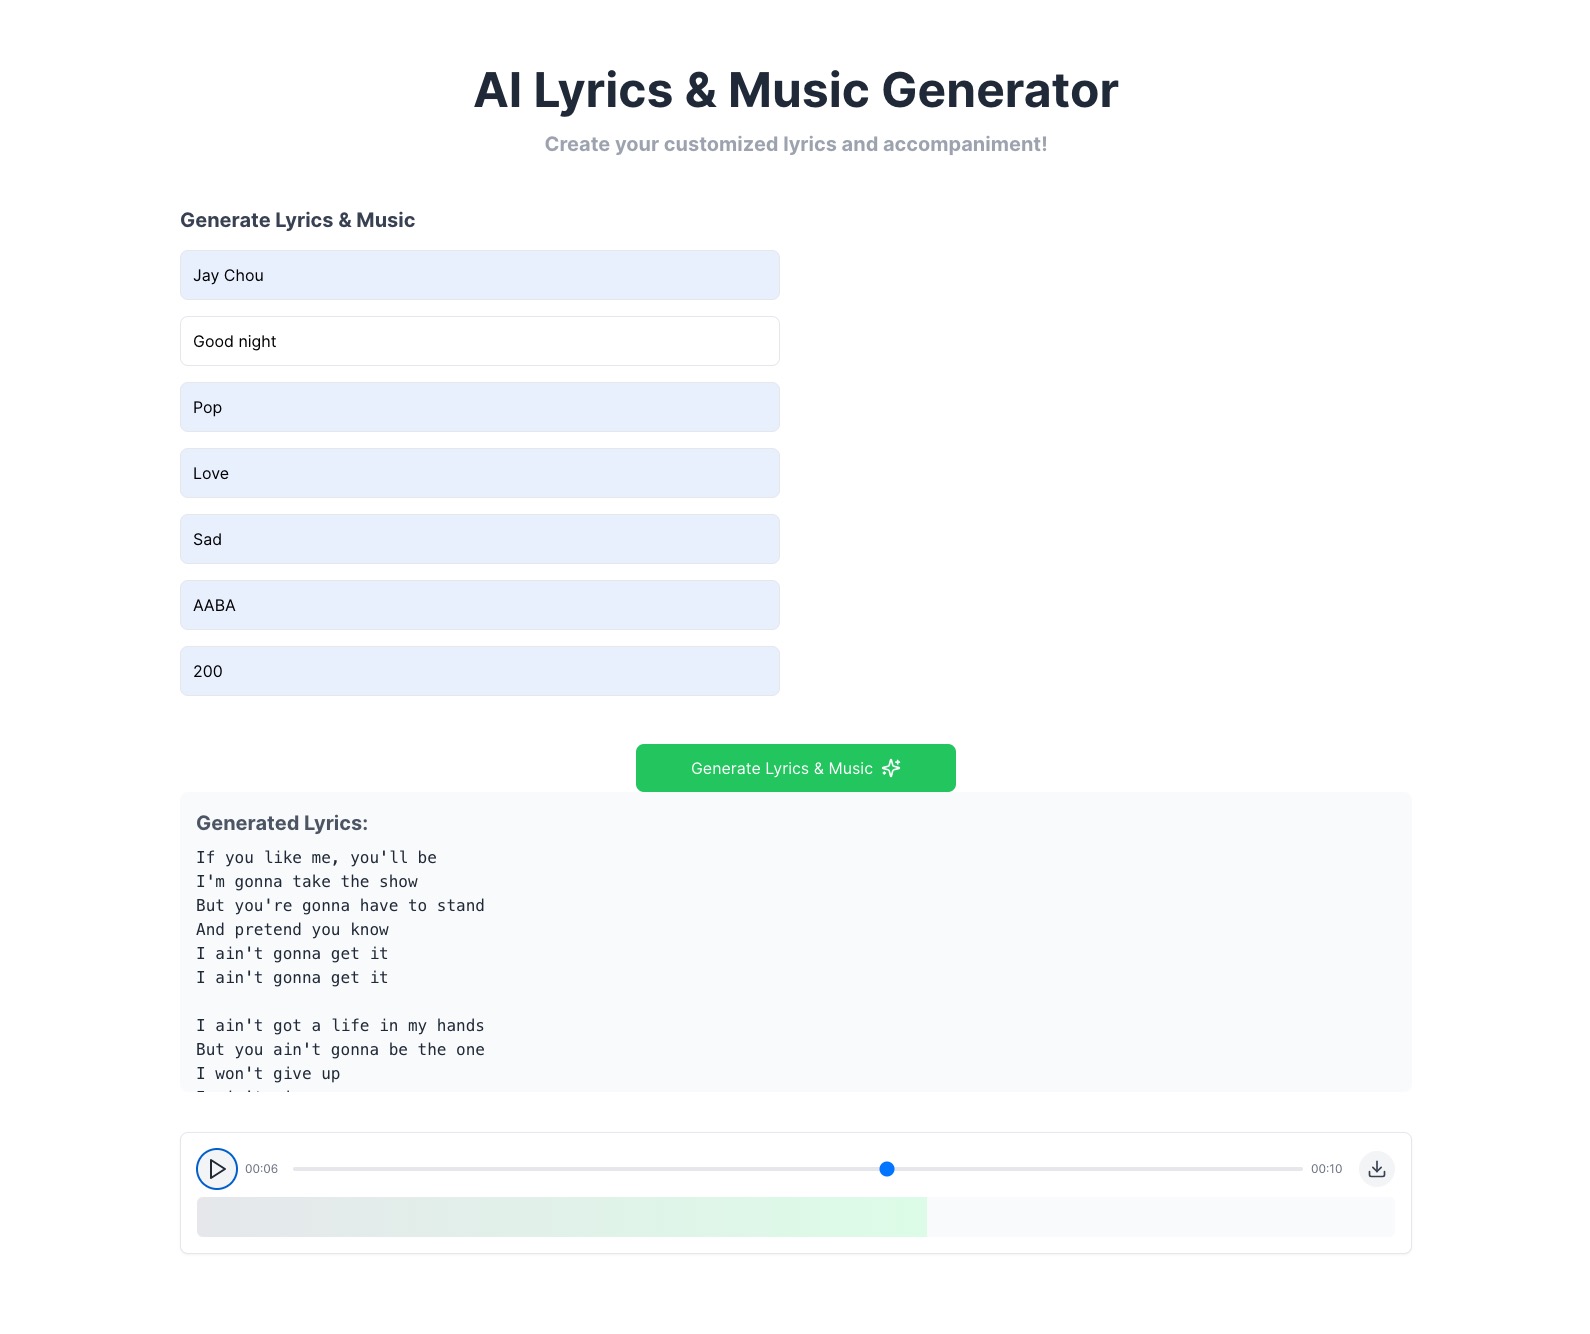 AI Lyrics & Music Generator
Create your customized lyrics and accompaniment!
Generate Lyrics & Music
Jay Chou
Good night
Pop
Love
Sad
AABA
200
Generate Lyrics & Music
Generated Lyrics:
If you like me, you'll be
I'm gonna take the show
But you're gonna have to stand
And pretend you know
I ain't gonna get it
I ain't gonna get it
I ain't got a life in my hands
But you ain't gonna be the one
I won't give up
00:06
00:10